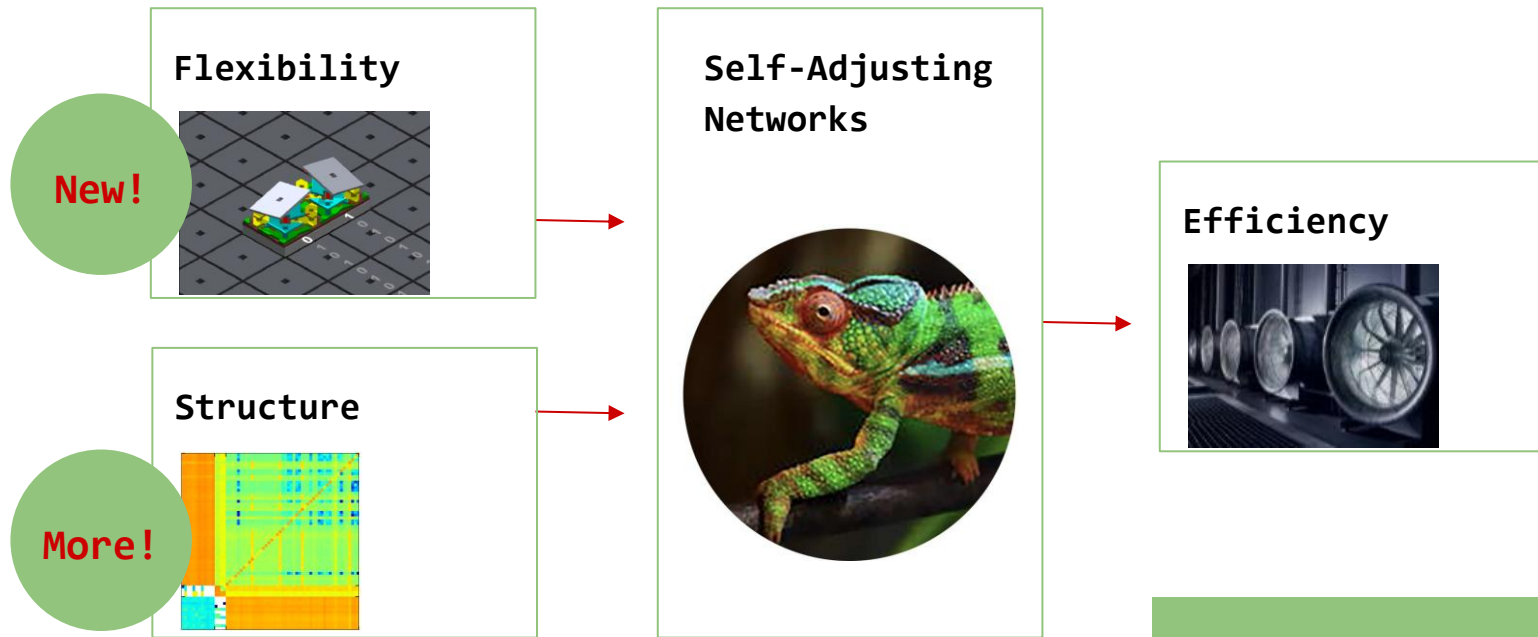 Flexibility
New!
Structure
More!
Self-Adjusting
Networks
Efficiency